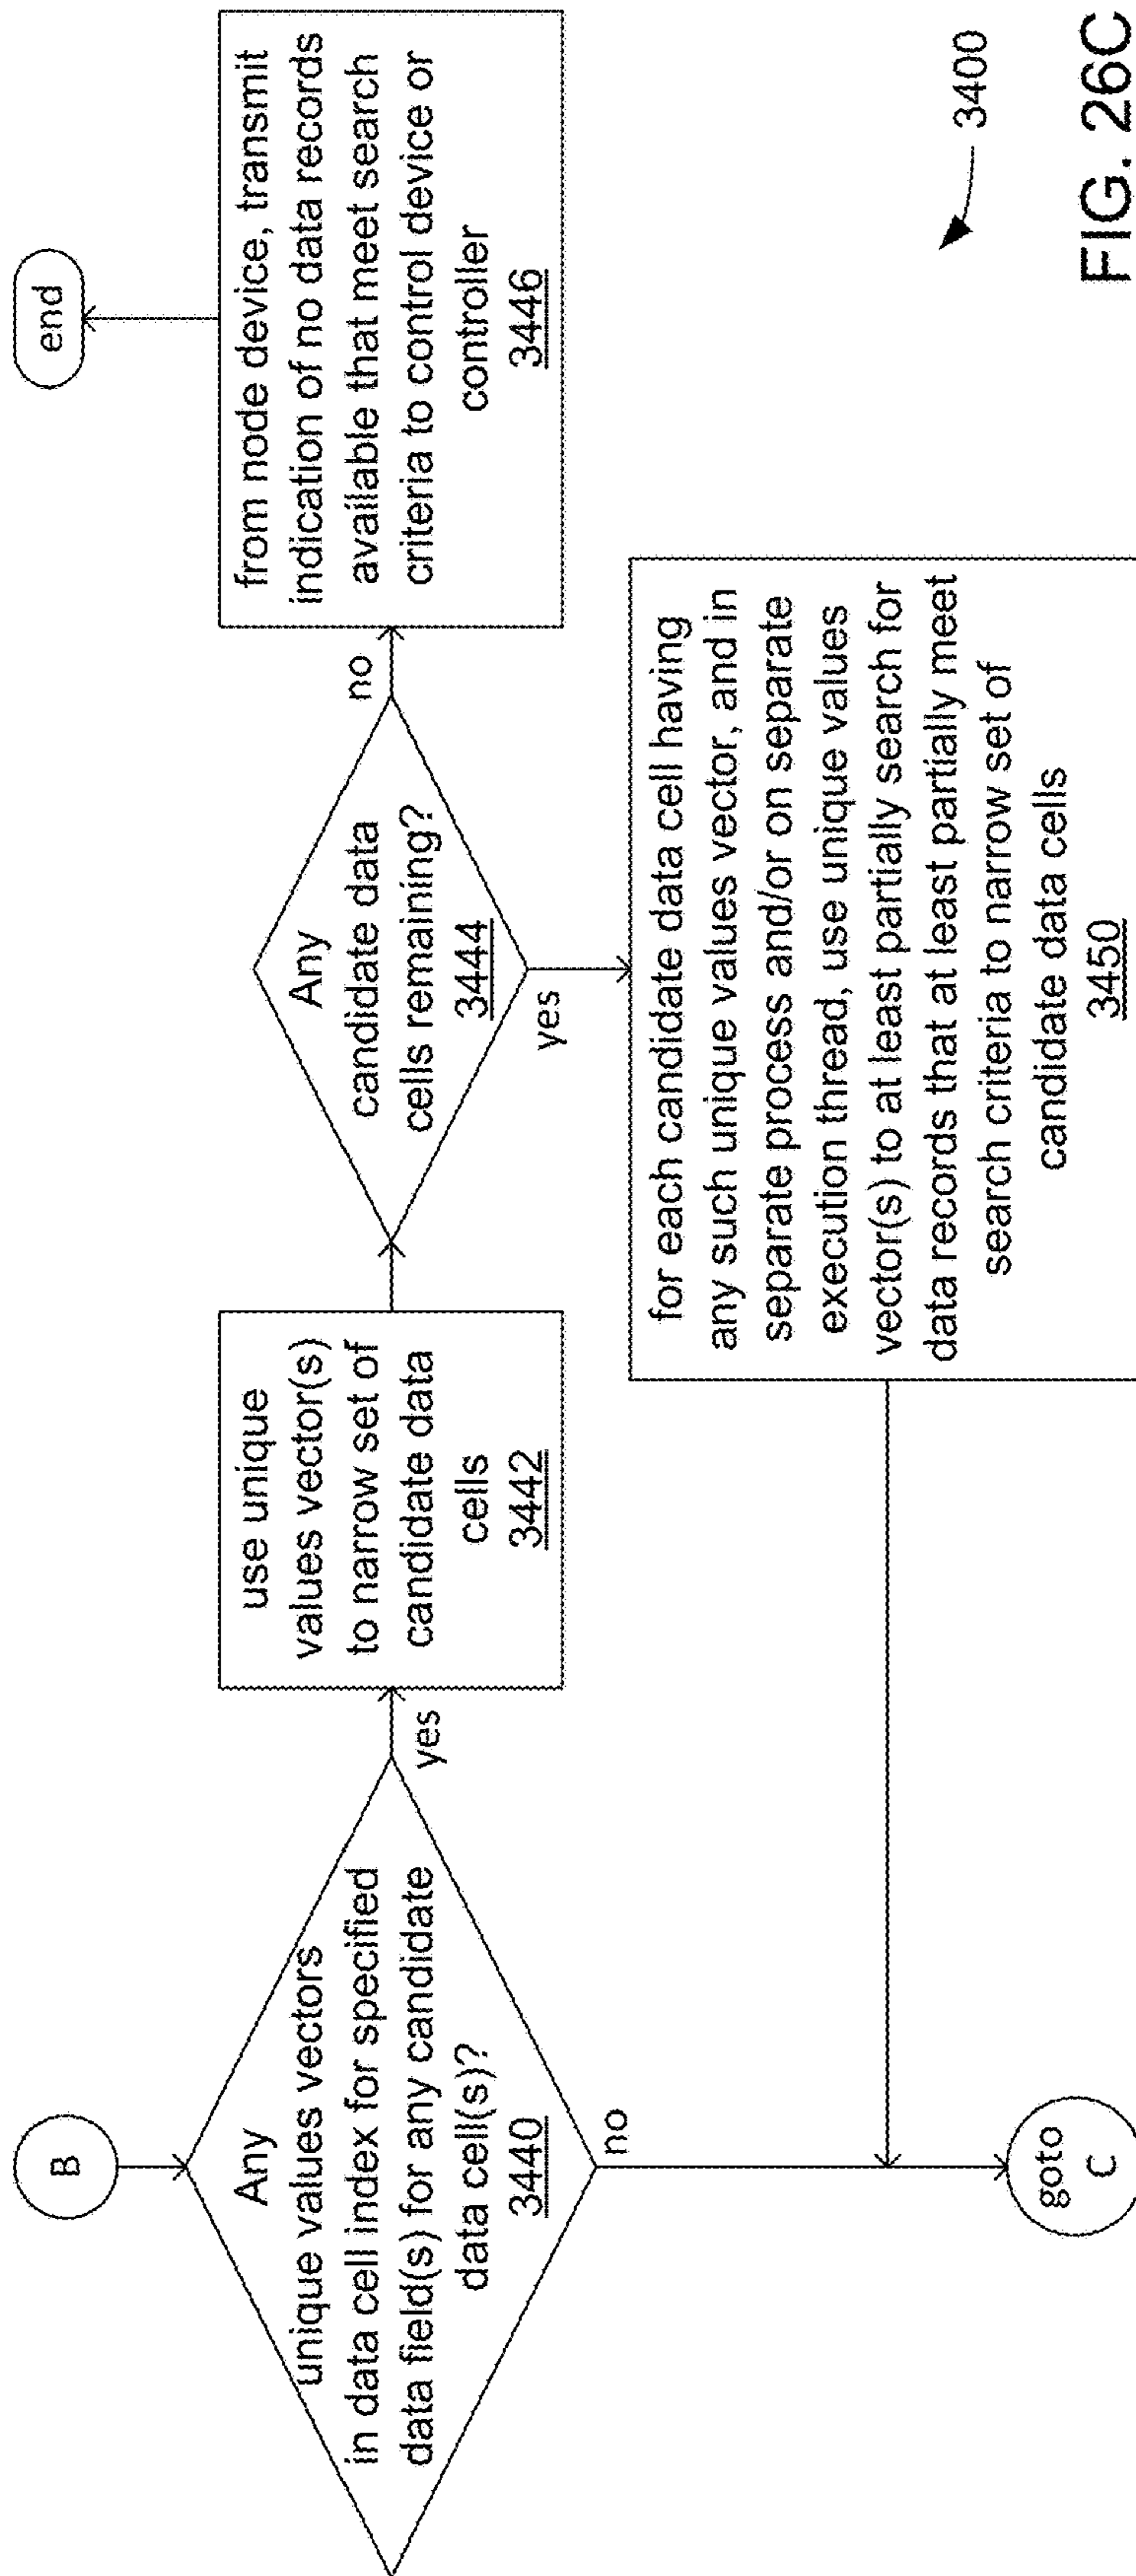 B
Any
unique values vectors
in data cell index for specified
data field(s) for any candidate
data cell(s)?
3440
yes
no
use unique
values vector(s)
to narrow set of
candidate data
cells
3442
Any
candidate data
cells remaining?
3444
no
yes
from node device, transmit
indication of no data records
available that meet search
criteria to control device or
controller
3446
end
for each candidate data cell having
any such unique values vector, and in
separate process and/or on separate
execution thread, use unique values
vector(s) to at least partially search for
data records that at least partially meet
search criteria to narrow set of
candidate data cells
3450
goto
C
3400
FIG. 26C